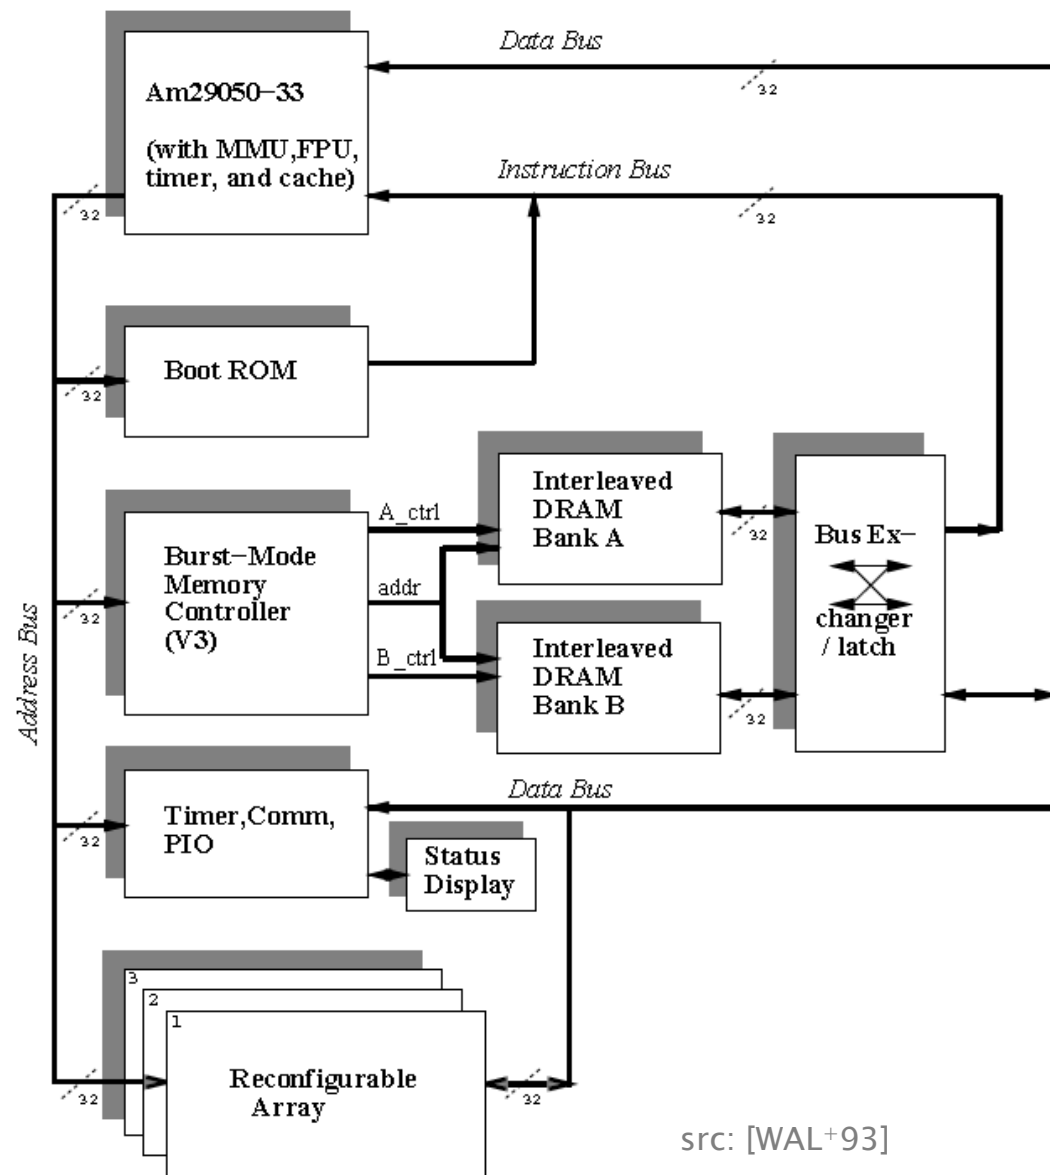 Data Bus
32
Am29050-33
(with MMU,FPU,
timer, and cache)
Instruction Bus
32
32
Boot ROM
32
Interleaved
DRAM
Bank A
A_ctrl
32
Bus Ex-
changer
/ latch
Burst-Mode
Memory
Controller
(V3)
addr
32
B_ctrl
Interleaved
DRAM
Bank B
32
Address Bus
Data Bus
Timer,Comm,
PIO
32
Status
Display
3
2
1
Reconfigurable
Array
32
32
src: [WAL+93]